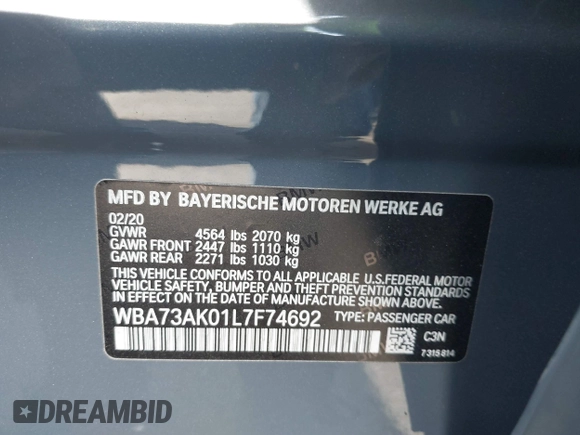 MFD BY BAYERISCHE MOTOREN WERKE AG
02/20
GVWR 4564 lbs 2070 kg
GAWR FRONT 2447 lbs 1110 kg
GAWR REAR 2271 lbs 1030 kg
THIS VEHICLE CONFORMS TO ALL APPLICABLE U.S.FEDERAL MOTOR
VEHICLE SAFETY, BUMPER, AND THEFT PREVENTION STANDARDS IN
EFFECT ON THE DATE OF MANUFACTURE SHOWN ABOVE.
WBA73AK01L7F74692 TYPE: PASSENGER CAR
C3N
7315814
DREAMBID